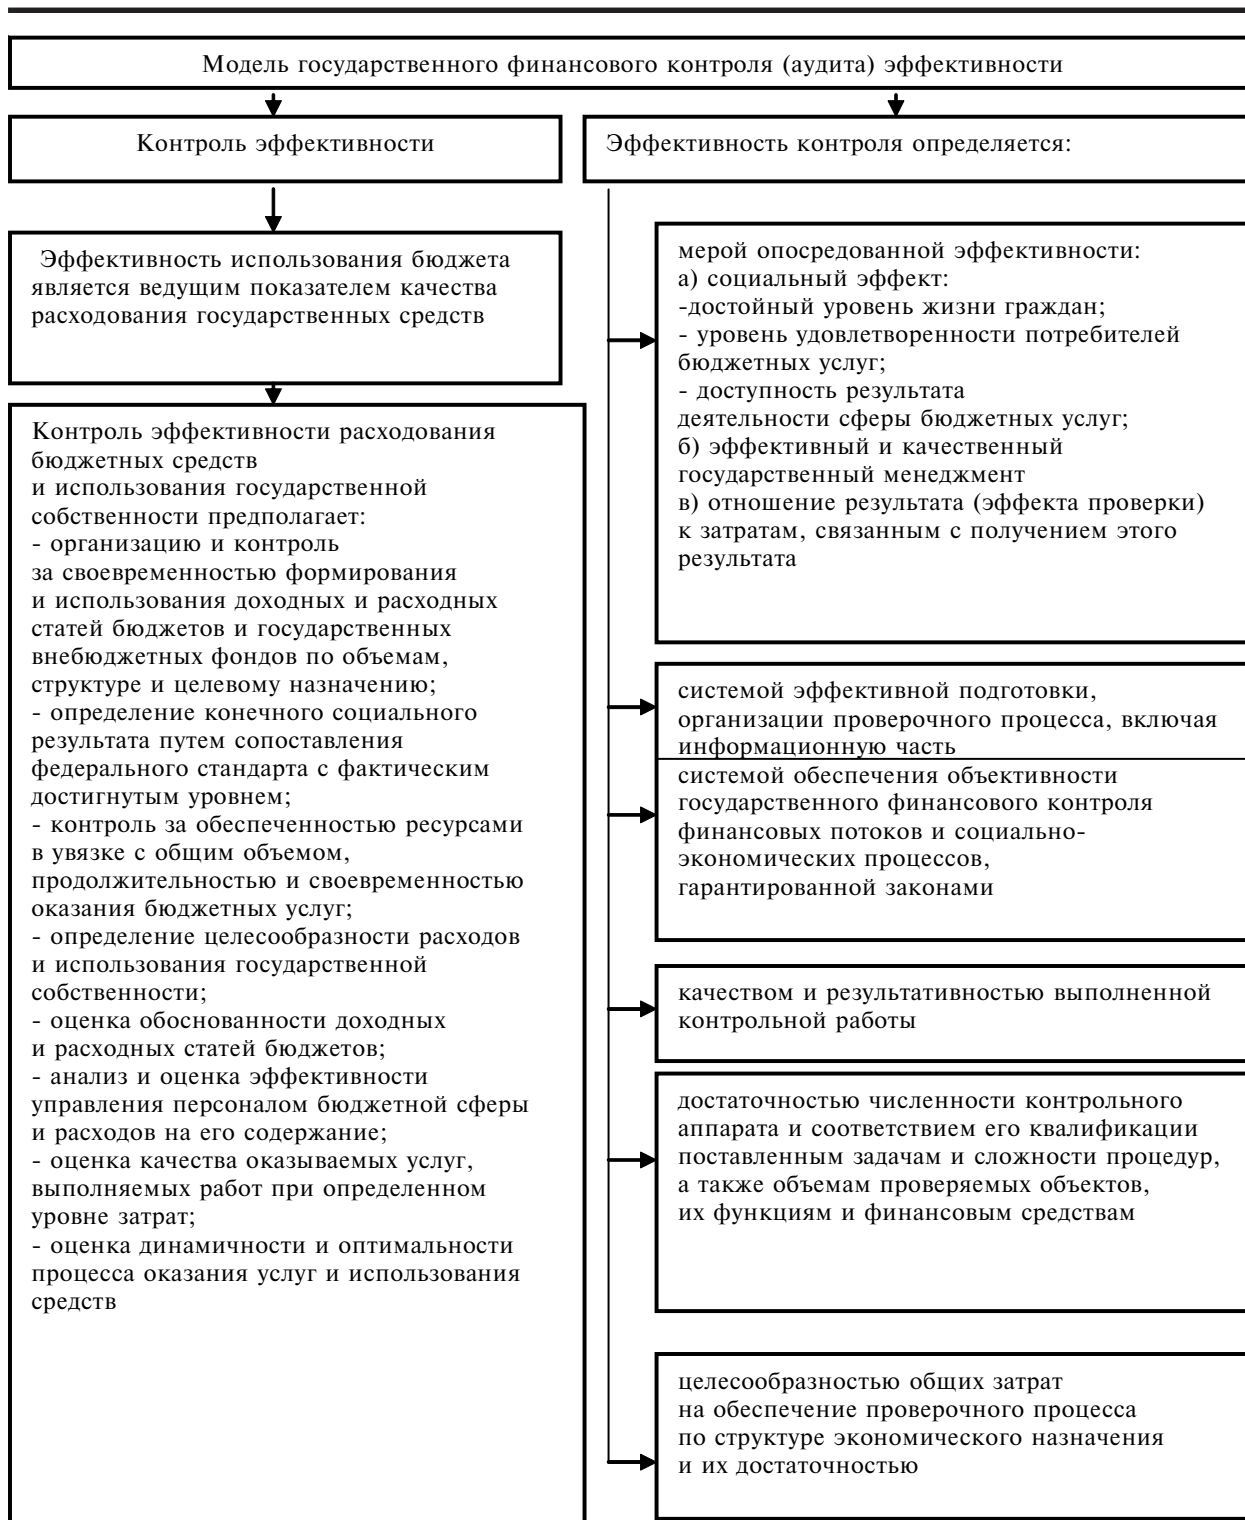 Модель государственного финансового контроля (аудита) эффективности
Контроль эффективности
Эффективность использования бюджета
является ведущим показателем качества
расходования государственных средств
Контроль эффективности расходования
бюджетных средств
и использования государственной
собственности предполагает:
- организацию и контроль
за своевременностью формирования
и использования доходных и расходных
статей бюджетов и государственных
внебюджетных фондов по объемам,
структуре и целевому назначению;
- определение конечного социального
результата путем сопоставления
федерального стандарта с фактическим
достигнутым уровнем;
- контроль за обеспеченностью ресурсами
в увязке с общим объемом,
продолжительностью и своевременностью
оказания бюджетных услуг;
- определение целесообразности расходов
и использования государственной
собственности;
- оценка обоснованности доходных
и расходных статей бюджетов;
- анализ и оценка эффективности
управления персоналом бюджетной сферы
и расходов на его содержание;
- оценка качества оказываемых услуг,
выполняемых работ при определенном
уровне затрат;
- оценка динамичности и оптимальности
процесса оказания услуг и использования
средств
Эффективность контроля определяется:
мерой опосредованной эффективности:
а) социальный эффект:
-достойный уровень жизни граждан;
- уровень удовлетворенности потребителей
бюджетных услуг;
- доступность результата
деятельности сферы бюджетных услуг;
б) эффективный и качественный
государственный менеджмент
в) отношение результата (эффекта проверки)
к затратам, связанным с получением этого
результата
системой эффективной подготовки,
организации проверочного процесса, включая
информационную часть
системой обеспечения объективности
государственного финансового контроля
финансовых потоков и социально-
экономических процессов,
гарантированной законами
качеством и результативностью выполненной
контрольной работы
достаточностью численности контрольного
аппарата и соответствием его квалификации
поставленным задачам и сложности процедур,
а также объемам проверяемых объектов,
их функциям и финансовым средствам
целесообразностью общих затрат
на обеспечение проверочного процесса
по структуре экономического назначения
и их достаточностью